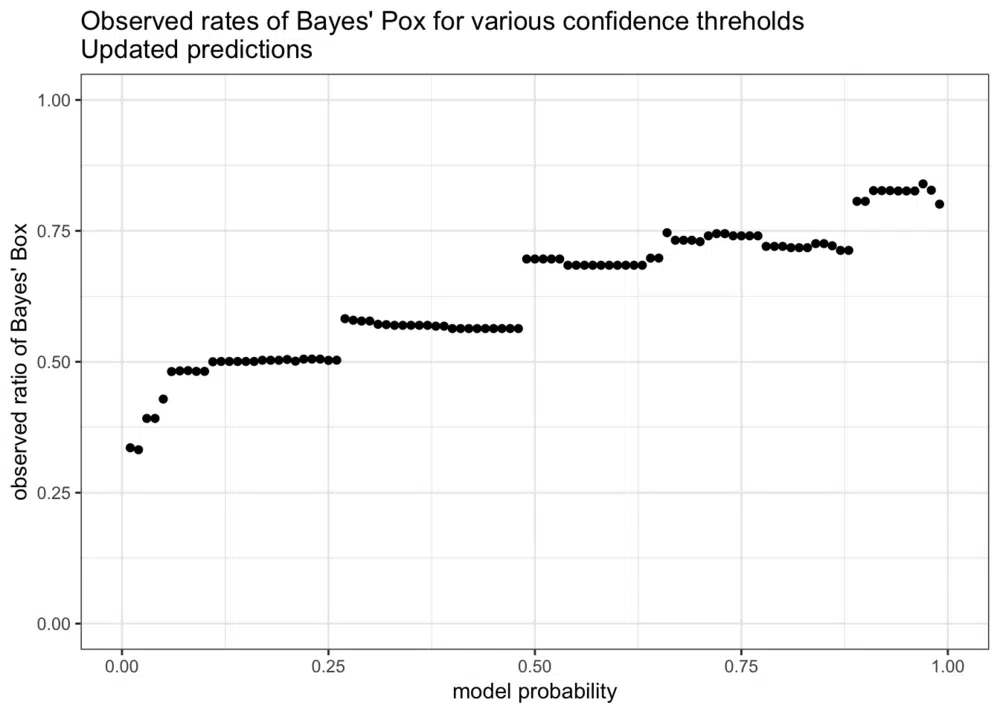 Observed rates of Bayes' Pox for various confidence threholds
Updated predictions
1.00
0.75
0.50
0.25
0.00
observed ratio of Bayes' Box
0.00 0.25 0.50 0.75 1.00
model probability